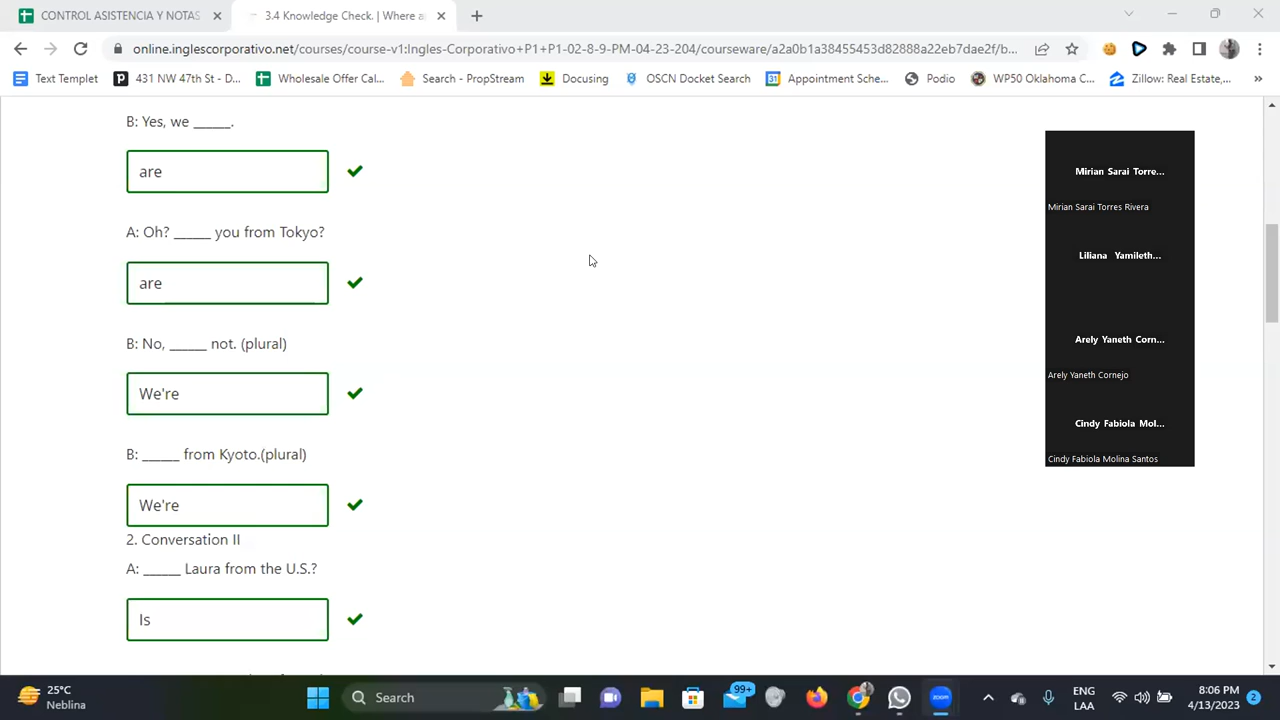 CONTROL ASISTENCIA Y NOTAS
3.4 Knowledge Check. | Where a
online.inglescorporativo.net/courses/course-v1:Ingles-Corporativo+P1+P1-02-8-9-PM-04-23-204/courseware/a2a0b1a38455453d82888a22eb7dae2f/b...
Text Templet
431 NW 47th St - D...
Wholesale Offer Cal...
Search - PropStream
Docusing
OSCN Docket Search
Appointment Sche...
Podio
WP50 Oklahoma C...
Zillow: Real Estate,...
B: Yes, we _____.
are
A: Oh? _____ you from Tokyo?
are
B: No, _____ not. (plural)
We're
B: _____ from Kyoto.(plural)
We're
2. Conversation II
A: _____ Laura from the U.S.?
Is
Mirian Sarai Torre...
Mirian Sarai Torres Rivera
Liliana Yamileth...
Arely Yaneth Corn...
Arely Yaneth Cornejo
Cindy Fabiola Mol...
Cindy Fabiola Molina Santos
25°C
Neblina
Search
99+
zoom
ENG
LAA
8:06 PM
4/13/2023
2